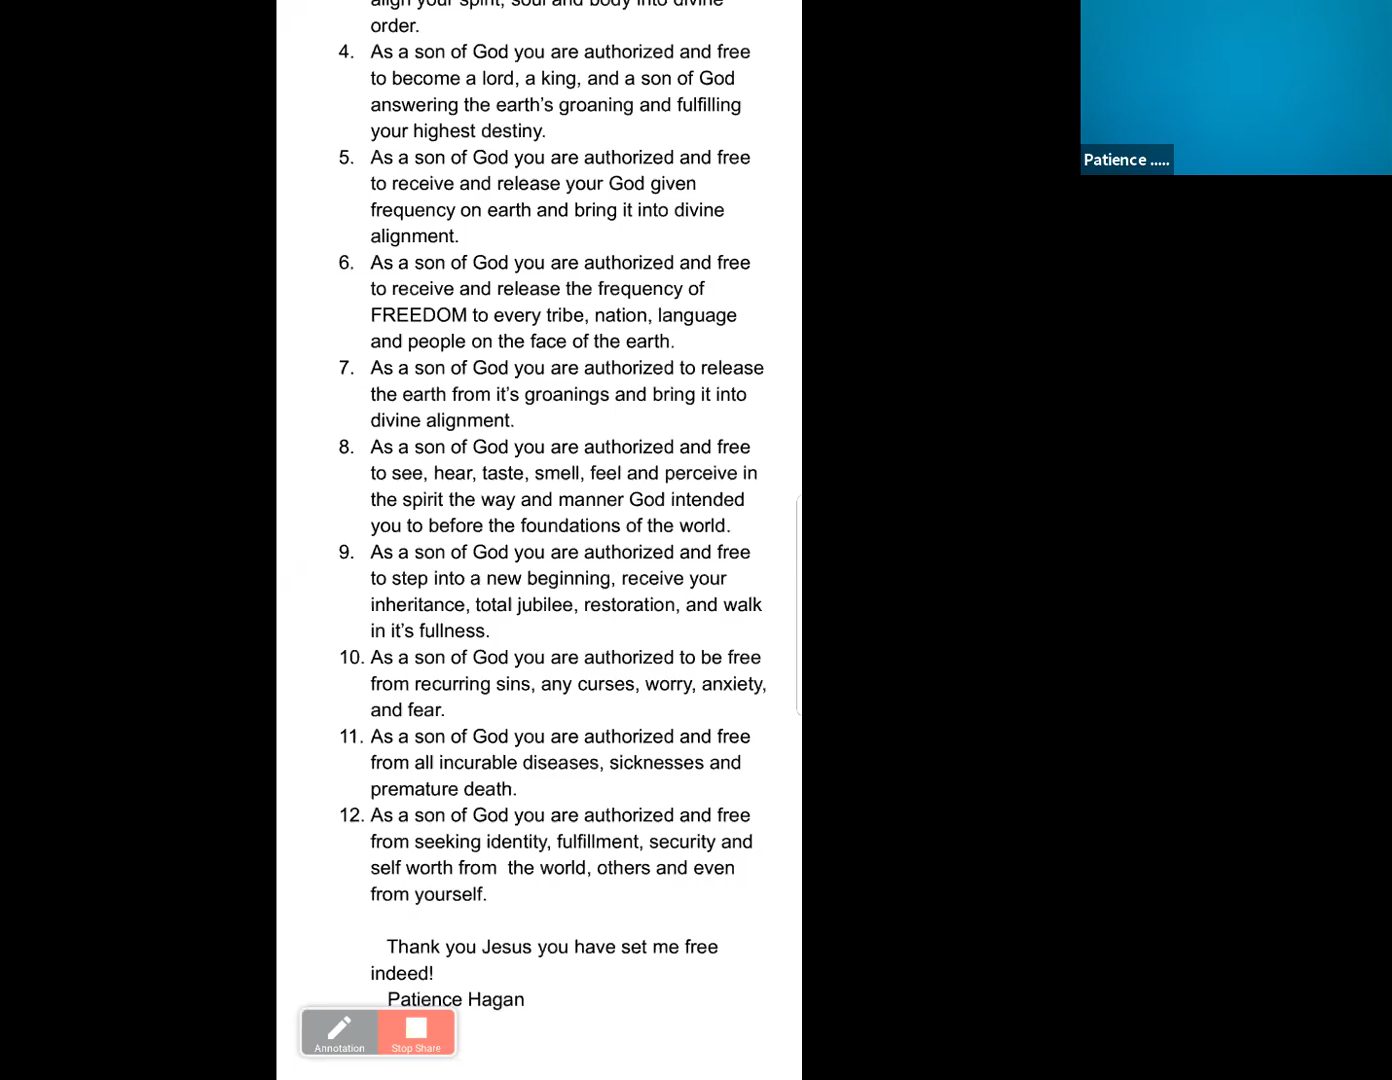 align your spirit, soul and body into divine
order.
4. As a son of God you are authorized and free
to become a lord, a king, and a son of God
answering the earth’s groaning and fulfilling
your highest destiny.
5. As a son of God you are authorized and free
to receive and release your God given
frequency on earth and bring it into divine
alignment.
6. As a son of God you are authorized and free
to receive and release the frequency of
FREEDOM to every tribe, nation, language
and people on the face of the earth.
7. As a son of God you are authorized to release
the earth from it’s groanings and bring it into
divine alignment.
8. As a son of God you are authorized and free
to see, hear, taste, smell, feel and perceive in
the spirit the way and manner God intended
you to before the foundations of the world.
9. As a son of God you are authorized and free
to step into a new beginning, receive your
inheritance, total jubilee, restoration, and walk
in it’s fullness.
10. As a son of God you are authorized to be free
from recurring sins, any curses, worry, anxiety,
and fear.
11. As a son of God you are authorized and free
from all incurable diseases, sicknesses and
premature death.
12. As a son of God you are authorized and free
from seeking identity, fulfillment, security and
self worth from  the world, others and even
from yourself.
Thank you Jesus you have set me free
indeed!
Patience Hagan
Annotation
Stop Share
Patience .....